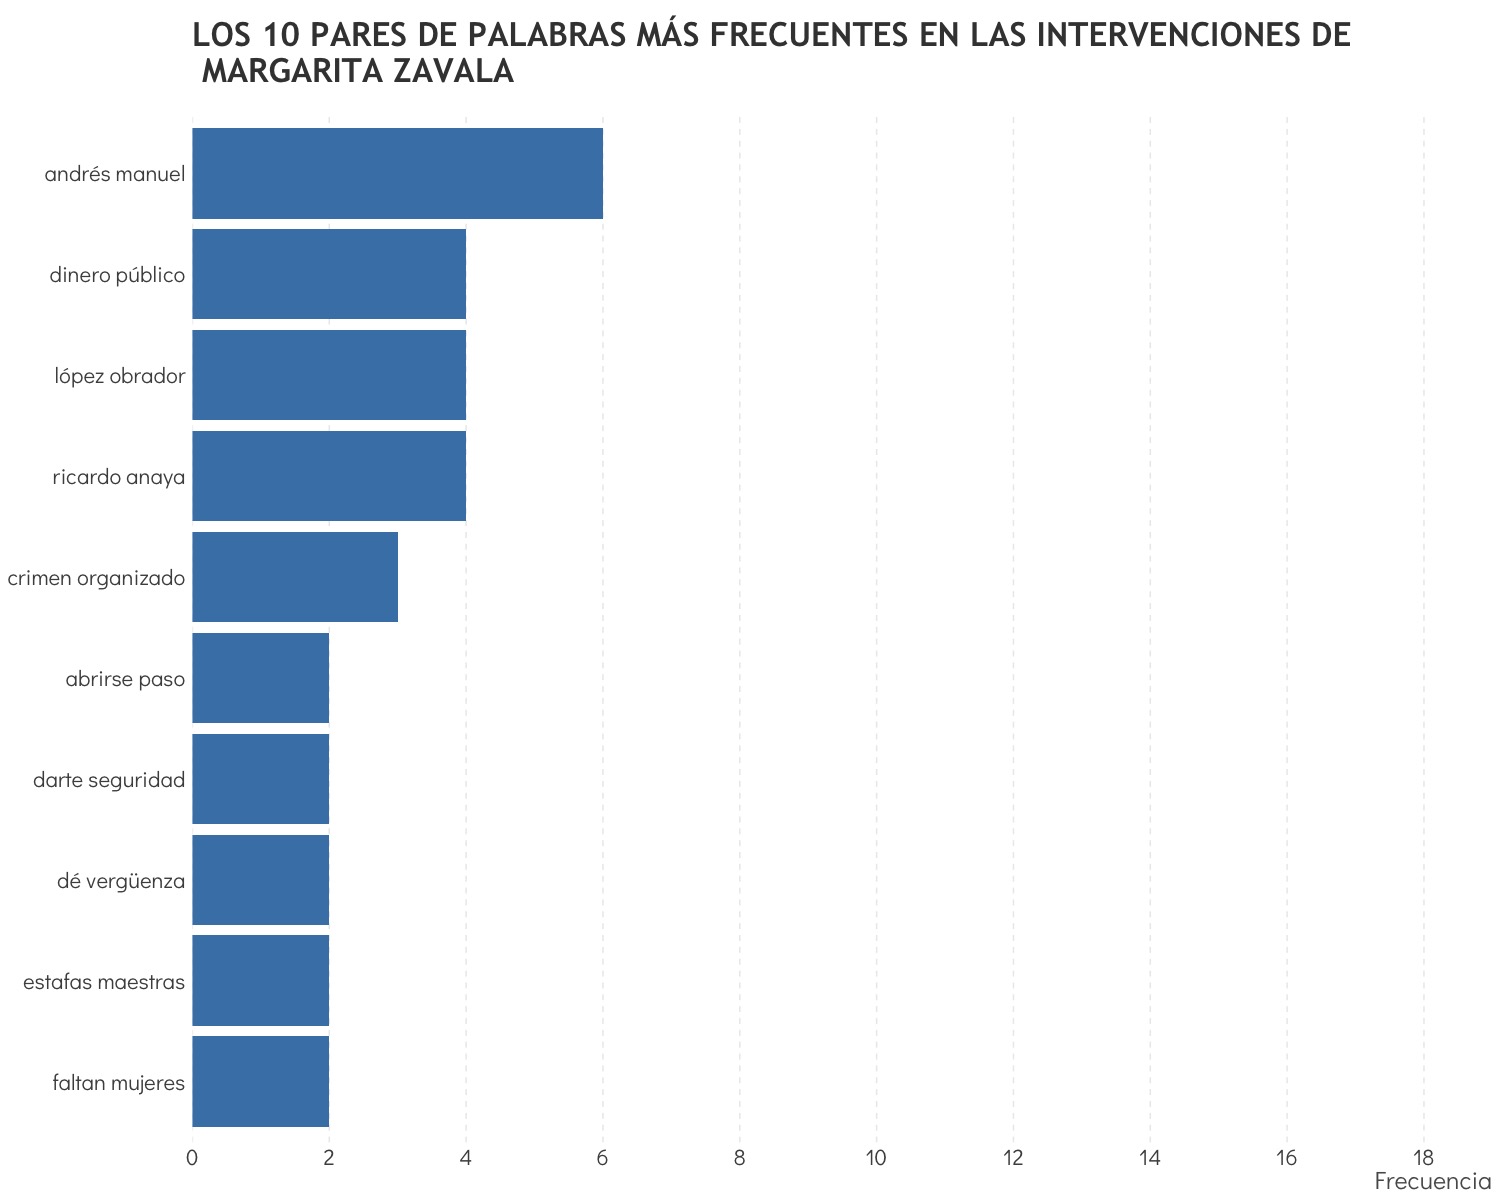 LOS 10 PARES DE PALABRAS MÁS FRECUENTES EN LAS INTERVENCIONES DE
MARGARITA ZAVALA
andrés manuel
dinero público
lópez obrador
ricardo anaya
crimen organizado
abrirse paso
darte seguridad
dé vergüenza
estafas maestras
faltan mujeres
0 2 4 6 8 10 12 14 16 18
Frecuencia